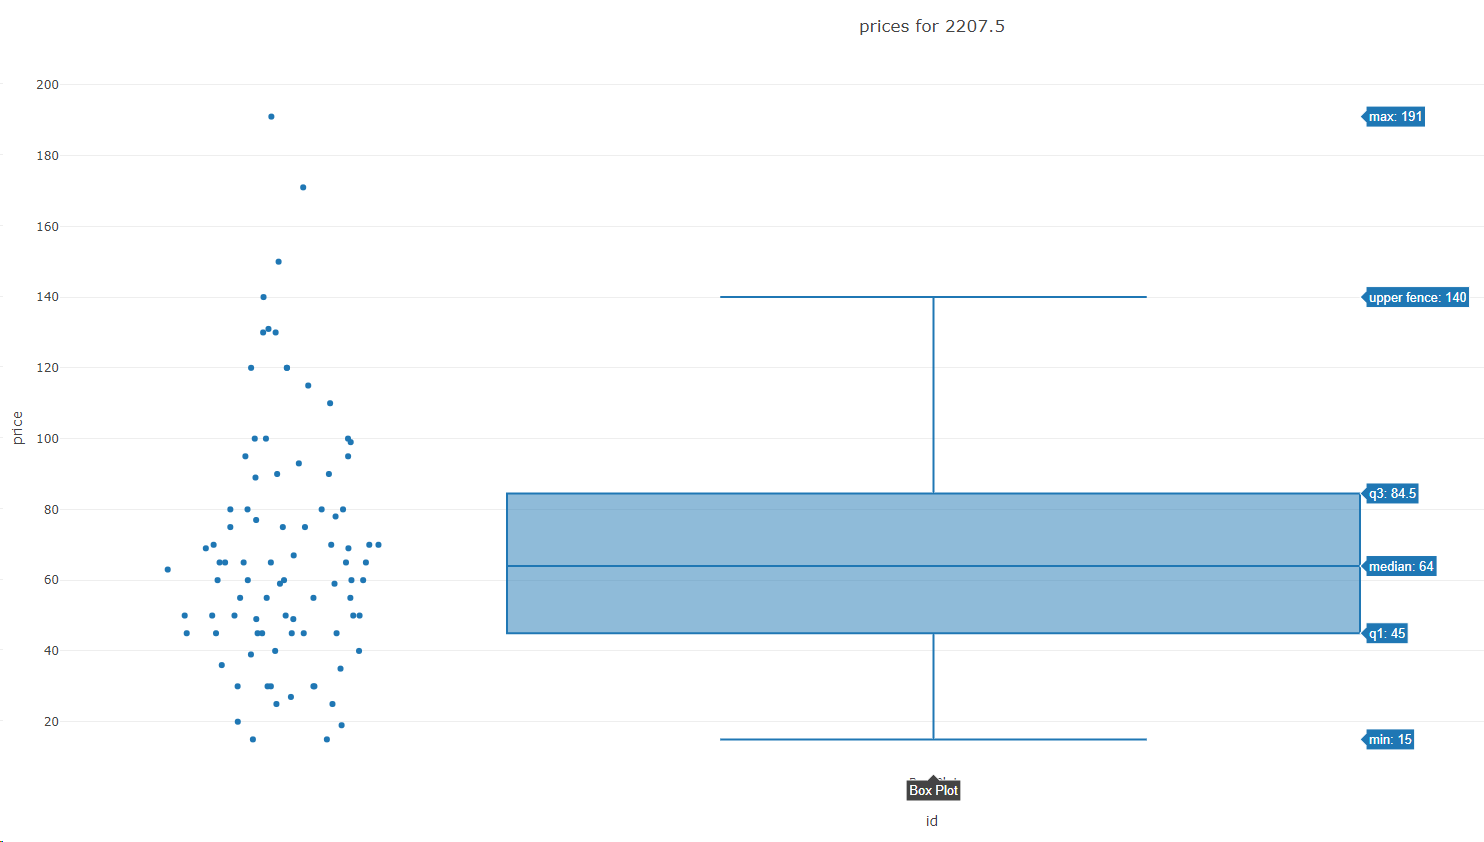 prices for 2207.5
200
180
160
140
120
100
80
60
40
20
price
max: 191
upper fence: 140
q3: 84.5
median: 64
q1: 45
min: 15
Box Plot
id